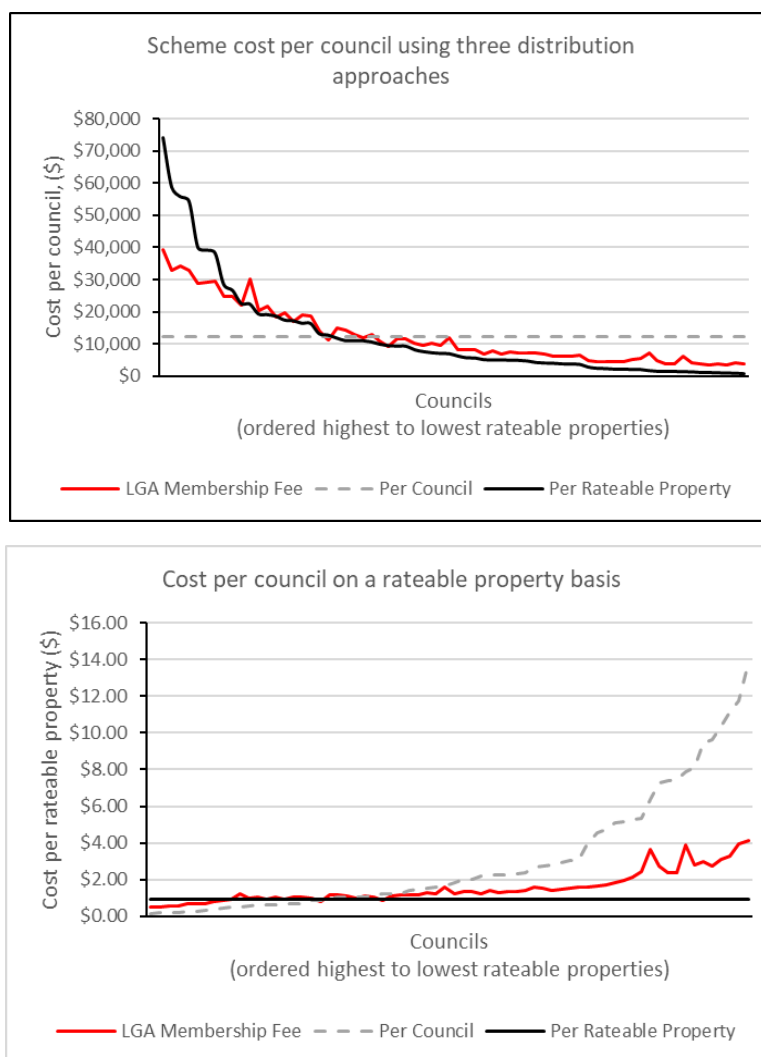 Scheme cost per council using three distribution
approaches
Cost per council, ($)
$80,000
$70,000
$60,000
$50,000
$40,000
$30,000
$20,000
$10,000
$0
Councils
(ordered highest to lowest rateable properties)
LGA Membership Fee Per Council Per Rateable Property
Cost per council on a rateable property basis
Cost per rateable property ($)
$16.00
$14.00
$12.00
$10.00
$8.00
$6.00
$4.00
$2.00
$0.00
Councils
(ordered highest to lowest rateable properties)
LGA Membership Fee Per Council Per Rateable Property